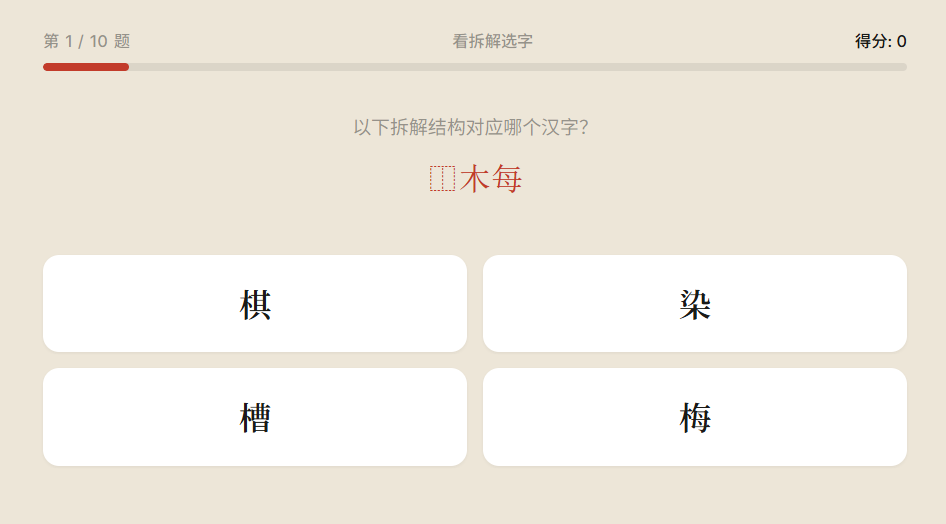 第 1 / 10 题 看拆解选字 得分: 0
以下拆解结构对应哪个汉字？
⿰木每
棋 染
槽 梅